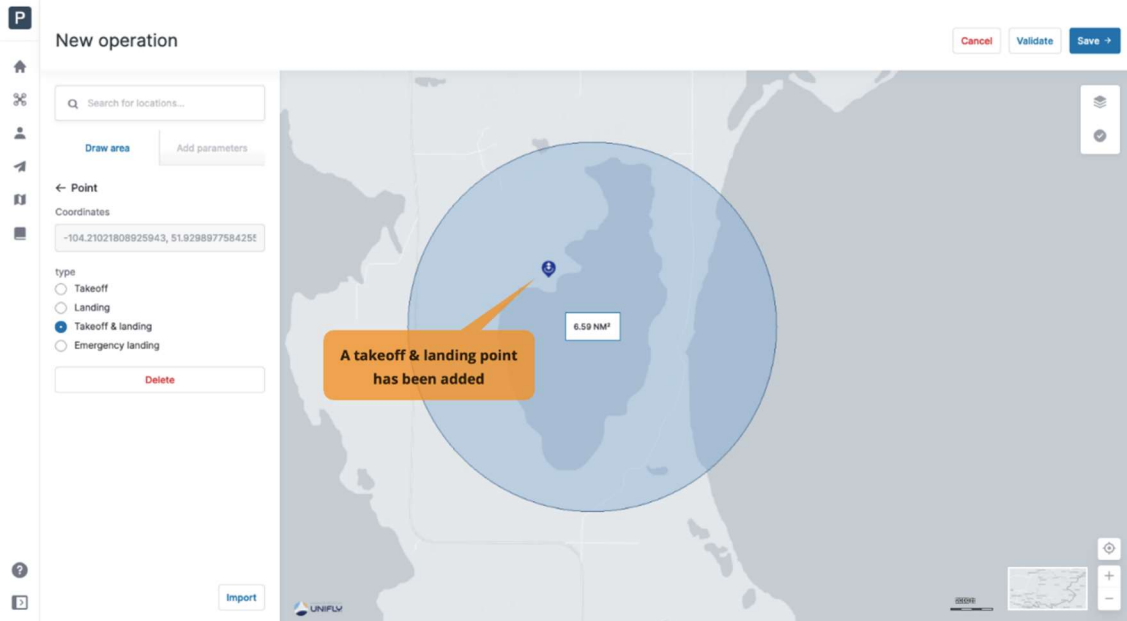 P
New operation
Cancel
Validate
Save →
Search for locations...
Draw area
Add parameters
← Point
Coordinates
-104.21021808925943, 51.92989775842
type
Takeoff
Landing
Takeoff & landing
Emergency landing
Delete
6.59 NM²
A takeoff & landing point
has been added
Import
UNIFLY